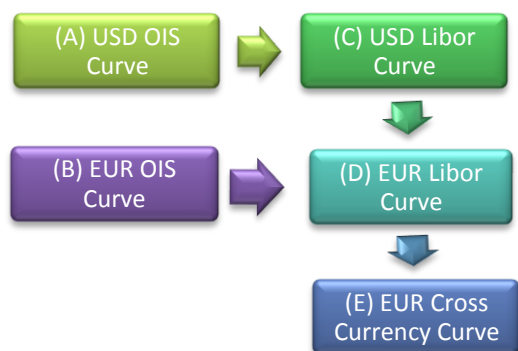 (A) USD OIS
Curve
(C) USD Libor
Curve
(B) EUR OIS
Curve
(D) EUR Libor
Curve
(E) EUR Cross
Currency Curve